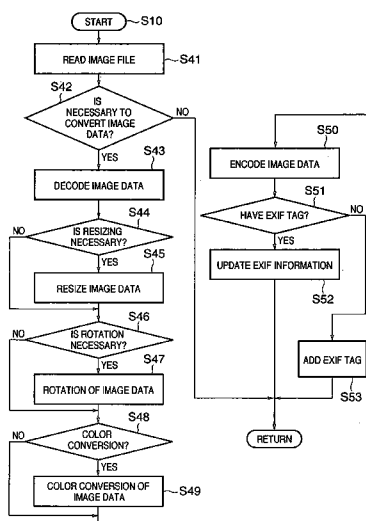 START
S10
READ IMAGE FILE
S41
S42
IS
NECESSARY TO
CONVERT IMAGE
DATA?
NO
YES
S43
DECODE IMAGE DATA
S44
IS RESIZING
NECESSARY?
NO
YES
S45
RESIZE IMAGE DATA
S46
IS ROTATION
NECESSARY?
NO
YES
S47
ROTATION OF IMAGE DATA
S48
COLOR
CONVERSION?
NO
YES
COLOR CONVERSION OF
IMAGE DATA
S49
S50
ENCODE IMAGE DATA
S51
HAVE EXIF TAG?
NO
YES
UPDATE EXIF INFORMATION
S52
ADD EXIF TAG
S53
RETURN